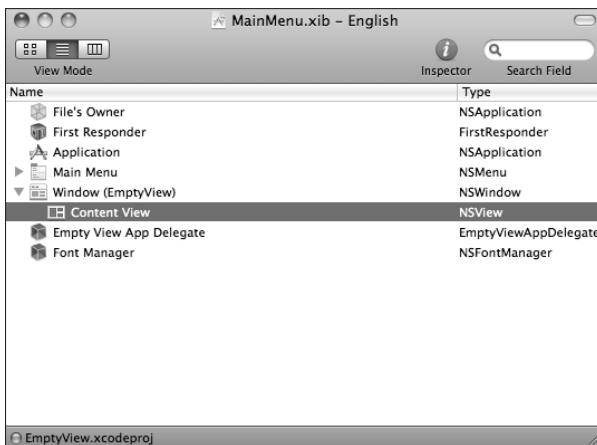 MainMenu.xib – English
View Mode
Inspector
Search Field
Name Type
File's Owner NSApplication
First Responder FirstResponder
Application NSApplication
Main Menu NSMenu
Window (EmptyView) NSWindow
Content View NSView
Empty View App Delegate EmptyViewAppDelegate
Font Manager NSFontManager
EmptyView.xcodeproj